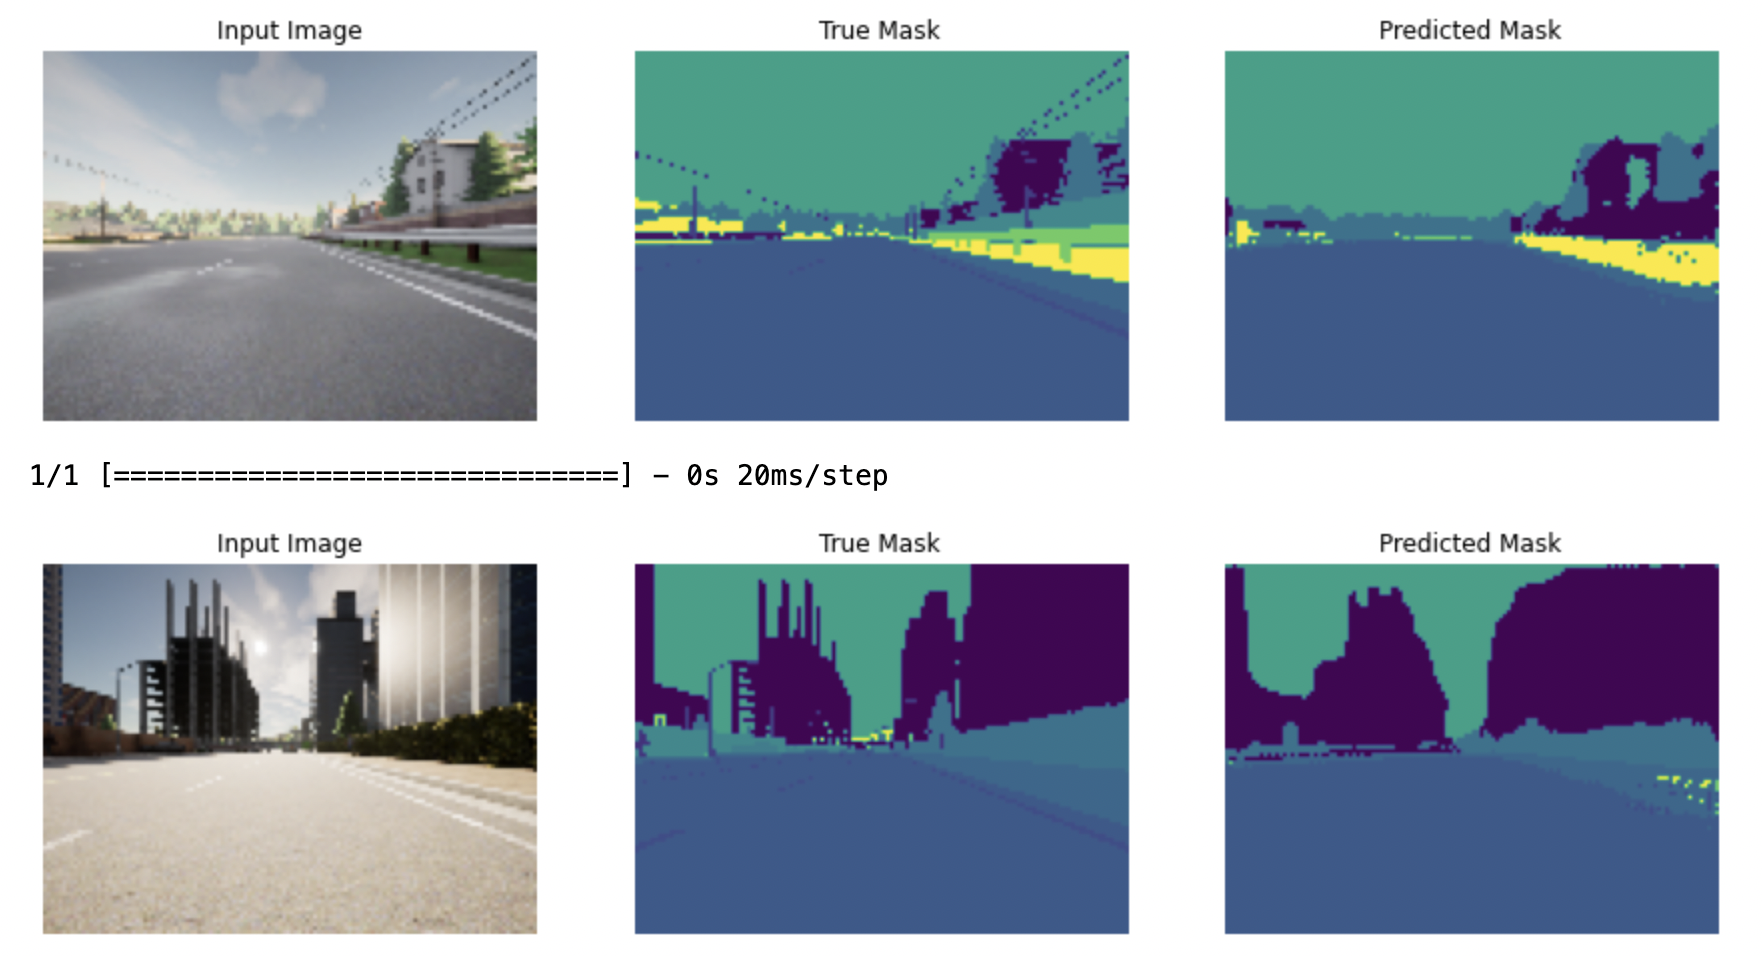 Input Image True Mask Predicted Mask
1/1 [==============================] - 0s 20ms/step
Input Image True Mask Predicted Mask